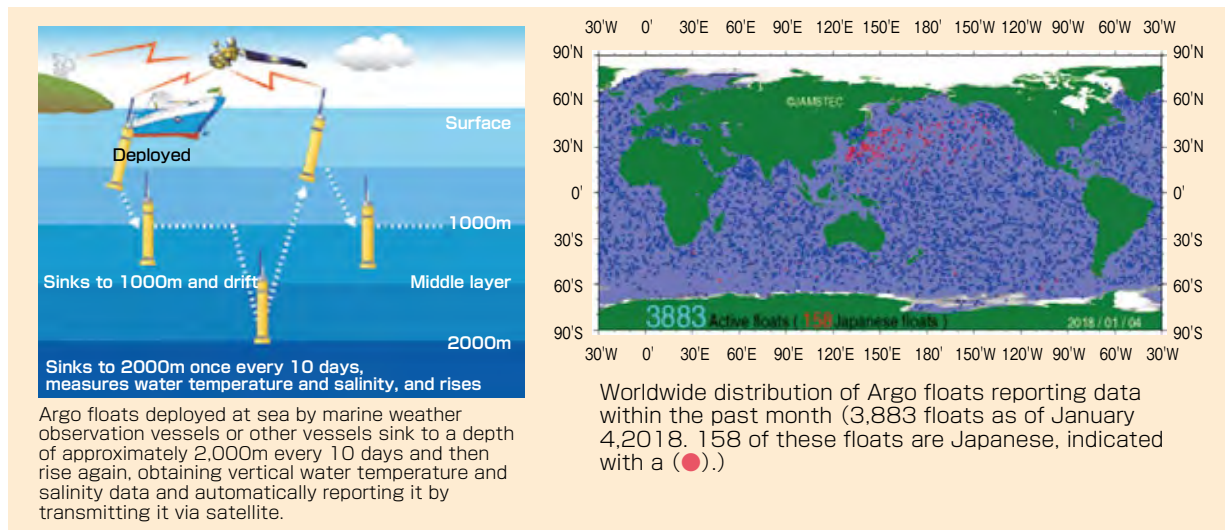 Surface
Deployed
1000m
Sinks to 1000m and drift
Middle layer
2000m
Sinks to 2000m once every 10 days,
measures water temperature and salinity, and rises
Argo floats deployed at sea by marine weather
observation vessels or other vessels sink to a depth
of approximately 2,000m every 10 days and then
rise again, obtaining vertical water temperature and
salinity data and automatically reporting it by
transmitting it via satellite.
30'W 0' 30'E 60'E 90'E 120'E 150'E 180' 150'W 120'W 90'W 60'W 30'W
90'N 90'N
60'N 60'N
30'N 30'N
0' 0'
30'S 30'S
60'S 60'S
90'S 90'S
©JAMSTEC
3883 Active floats ( 158 Japanese floats )
2018 / 01 / 04
30'W 0' 30'E 60'E 90'E 120'E 150'E 180' 150'W 120'W 90'W 60'W 30'W
Worldwide distribution of Argo floats reporting data
within the past month (3,883 floats as of January
4,2018. 158 of these floats are Japanese, indicated
with a (●).)